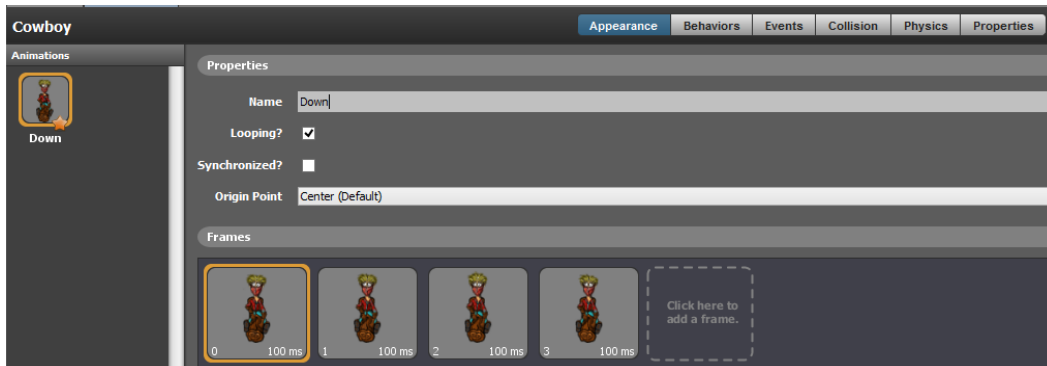 Cowboy
Appearance Behaviors Events Collision Physics Properties
Animations
Down
Properties
Name Down
Looping?
Synchronized?
Origin Point Center (Default)
Frames
0 100 ms 1 100 ms 2 100 ms 3 100 ms
Click here to
add a frame.